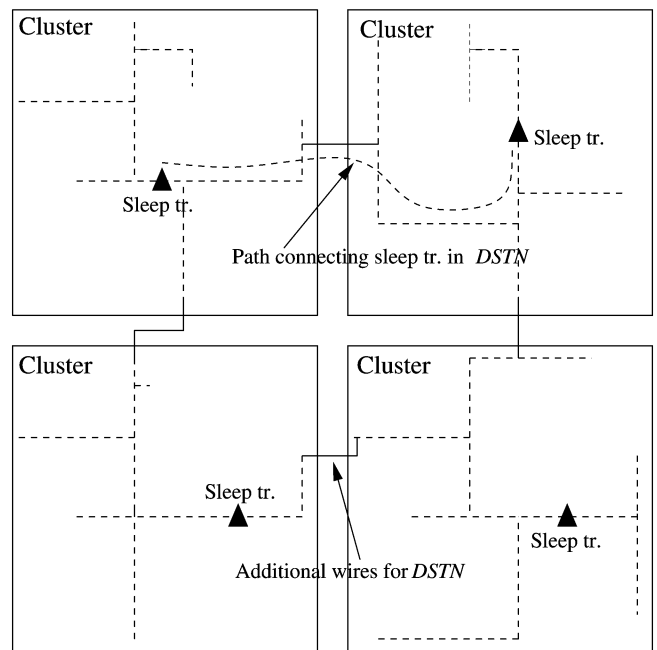 Cluster
Cluster
Sleep tr.
Sleep tr.
Path connecting sleep tr. in DSTN
Cluster
Cluster
Sleep tr.
Sleep tr.
Additional wires for DSTN